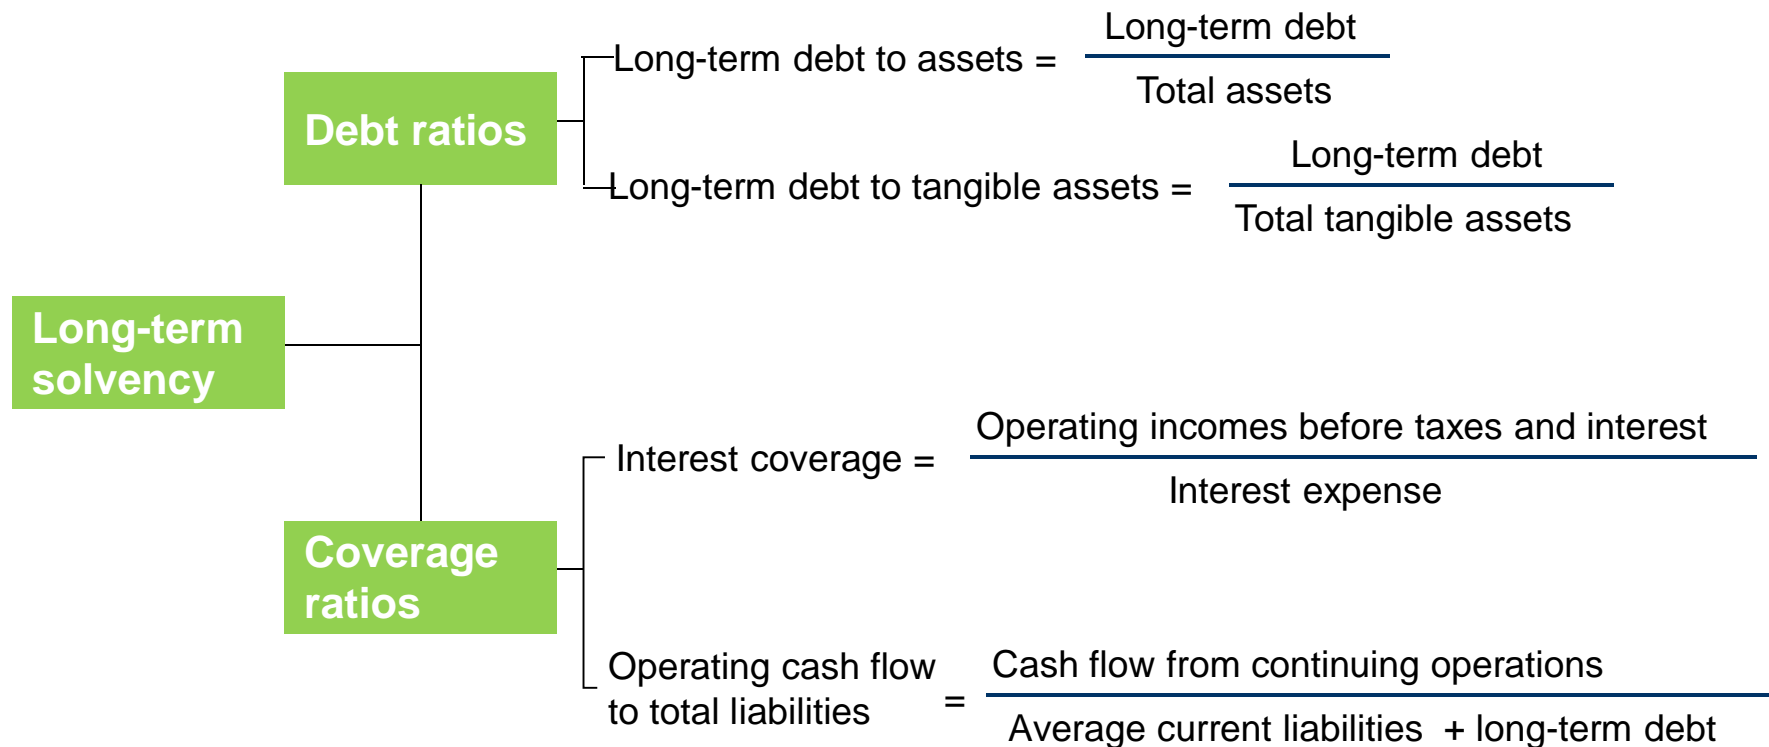 Long-term debt to assets =
Long-term debt
Total assets
Debt ratios
Long-term debt to tangible assets =
Long-term debt
Total tangible assets
Long-term
solvency
Interest coverage =
Operating incomes before taxes and interest
Interest expense
Coverage
ratios
Operating cash flow
to total liabilities
=
Cash flow from continuing operations
Average current liabilities + long-term debt